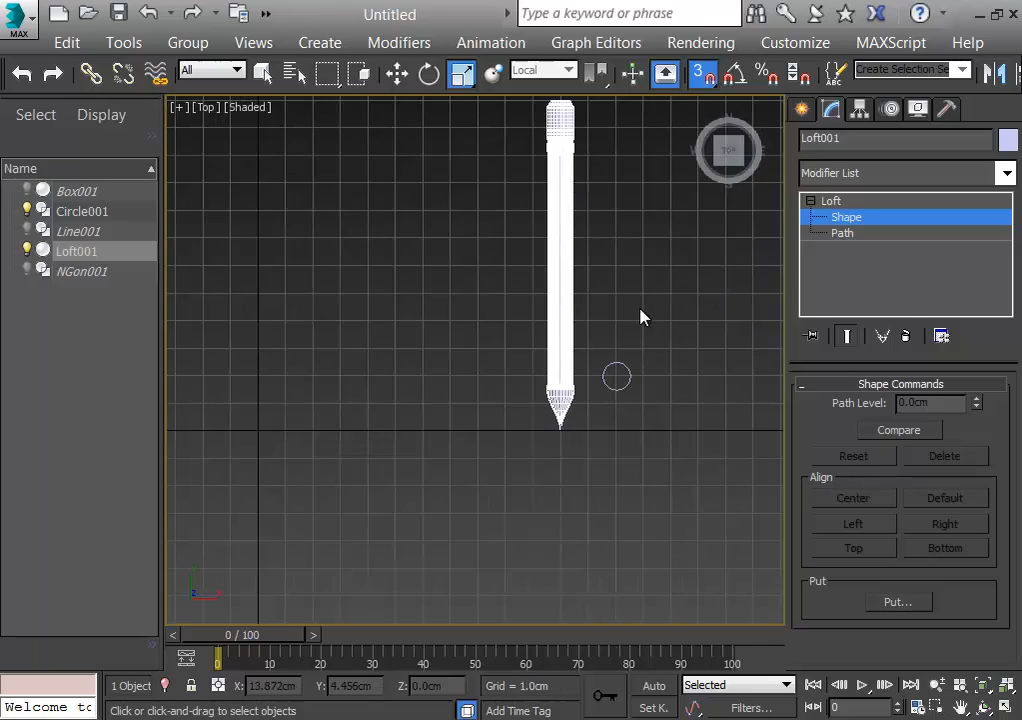 MAX
Untitled
Type a keyword or phrase
Edit Tools Group Views Create Modifiers Animation Graph Editors Rendering Customize MAXScript Help
All
Local
3
Create Selection Se
Select Display
[+] [Top] [Shaded]
TOP
Name
Box001
Circle001
Line001
Loft001
NGon001
Loft001
Modifier List
Loft
Shape
Path
Shape Commands
Path Level: 0.0cm
Compare
Reset Delete
Align
Center Default
Left Right
Top Bottom
Put
Put...
< 0 / 100 >
0 10 20 30 40 50 60 70 80 90 100
1 Object X: 13.872cm Y: 4.456cm Z: 0.0cm Grid = 1.0cm Auto Selected
Welcome to Click or click-and-drag to select objects Add Time Tag Set K. Filters... 0